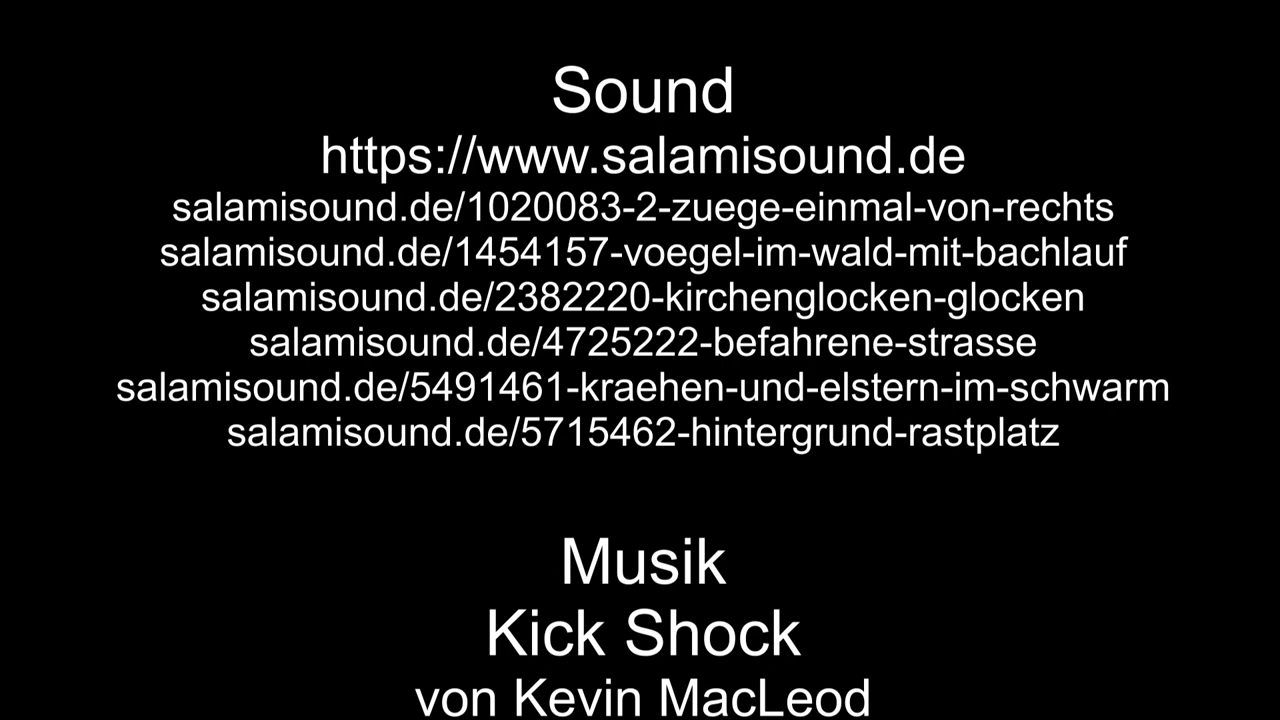 Sound
https://www.salamisound.de
salamisound.de/1020083-2-zuege-einmal-von-rechts
salamisound.de/1454157-voegel-im-wald-mit-bachlauf
salamisound.de/2382220-kirchenglocken-glocken
salamisound.de/4725222-befahrene-strasse
salamisound.de/5491461-kraehen-und-elstern-im-schwarm
salamisound.de/5715462-hintergrund-rastplatz
Musik
Kick Shock
von Kevin MacLeod